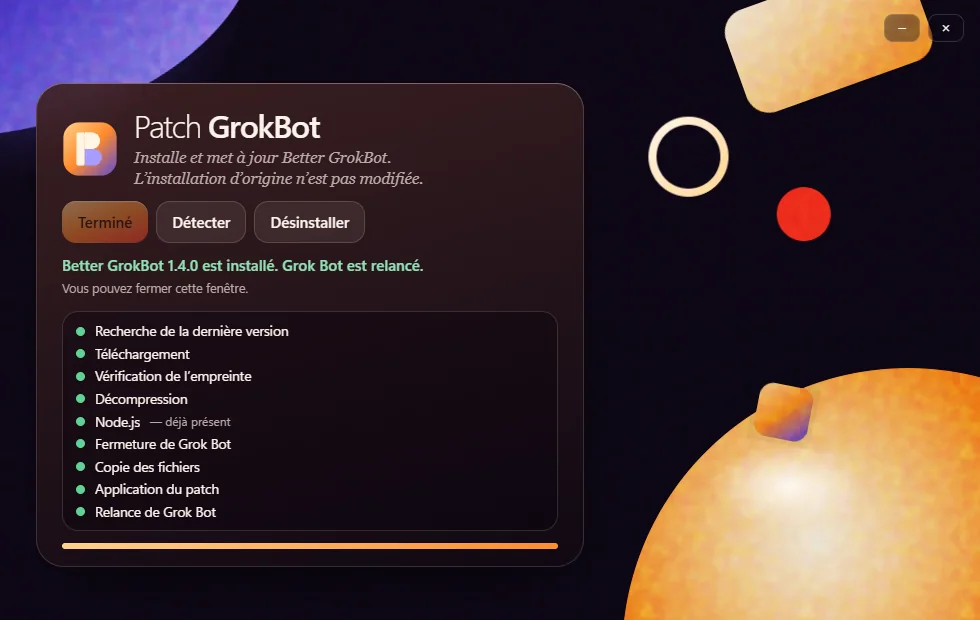 Patch GrokBot
Installe et met à jour Better GrokBot.
L’installation d’origine n’est pas modifiée.
Terminé Détecter Désinstaller
Better GrokBot 1.4.0 est installé. Grok Bot est relancé.
Vous pouvez fermer cette fenêtre.
Recherche de la dernière version
Téléchargement
Vérification de l’empreinte
Décompression
Node.js — déjà présent
Fermeture de Grok Bot
Copie des fichiers
Application du patch
Relance de Grok Bot